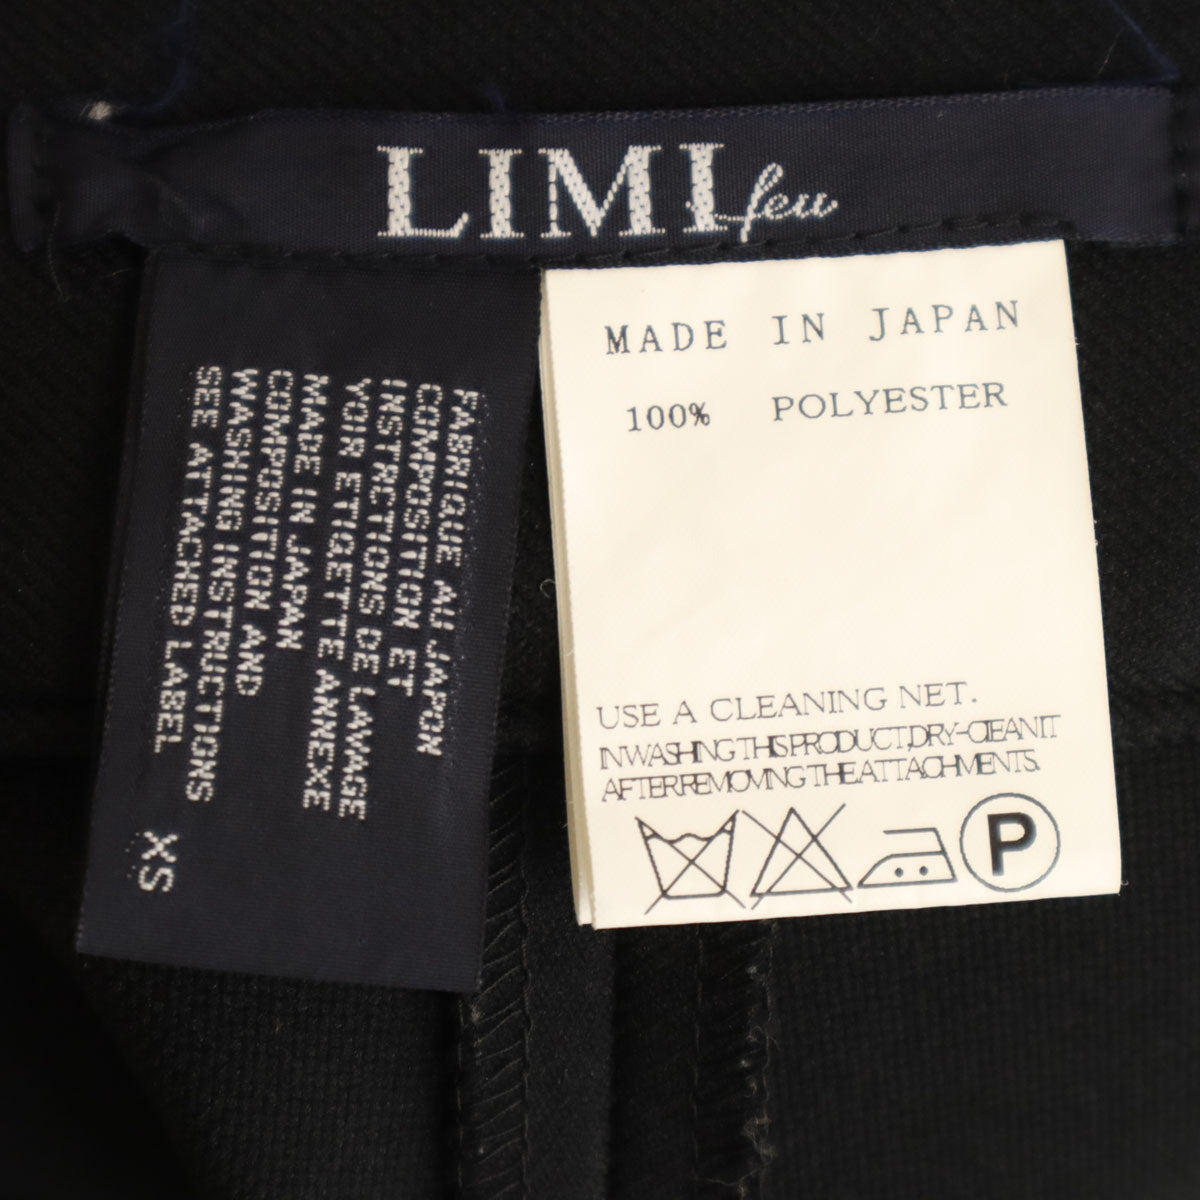 LIMI feu
FABRIQUE AU JAPON
COMPOSITION ET
INSTRUCTIONS DE LAVAGE
VOIR ETIQETTE ANNEXE
MADE IN JAPAN
COMPOSITION AND
WASHING INSTRUCTIONS
SEE ATTACHED LABEL
XS
MADE IN JAPAN
100% POLYESTER
USE A CLEANING NET.
IN WASHING THIS PRODUCT,DRY-CLEAN IT
AFTER REMOVING THE ATTACHMENTS.
P